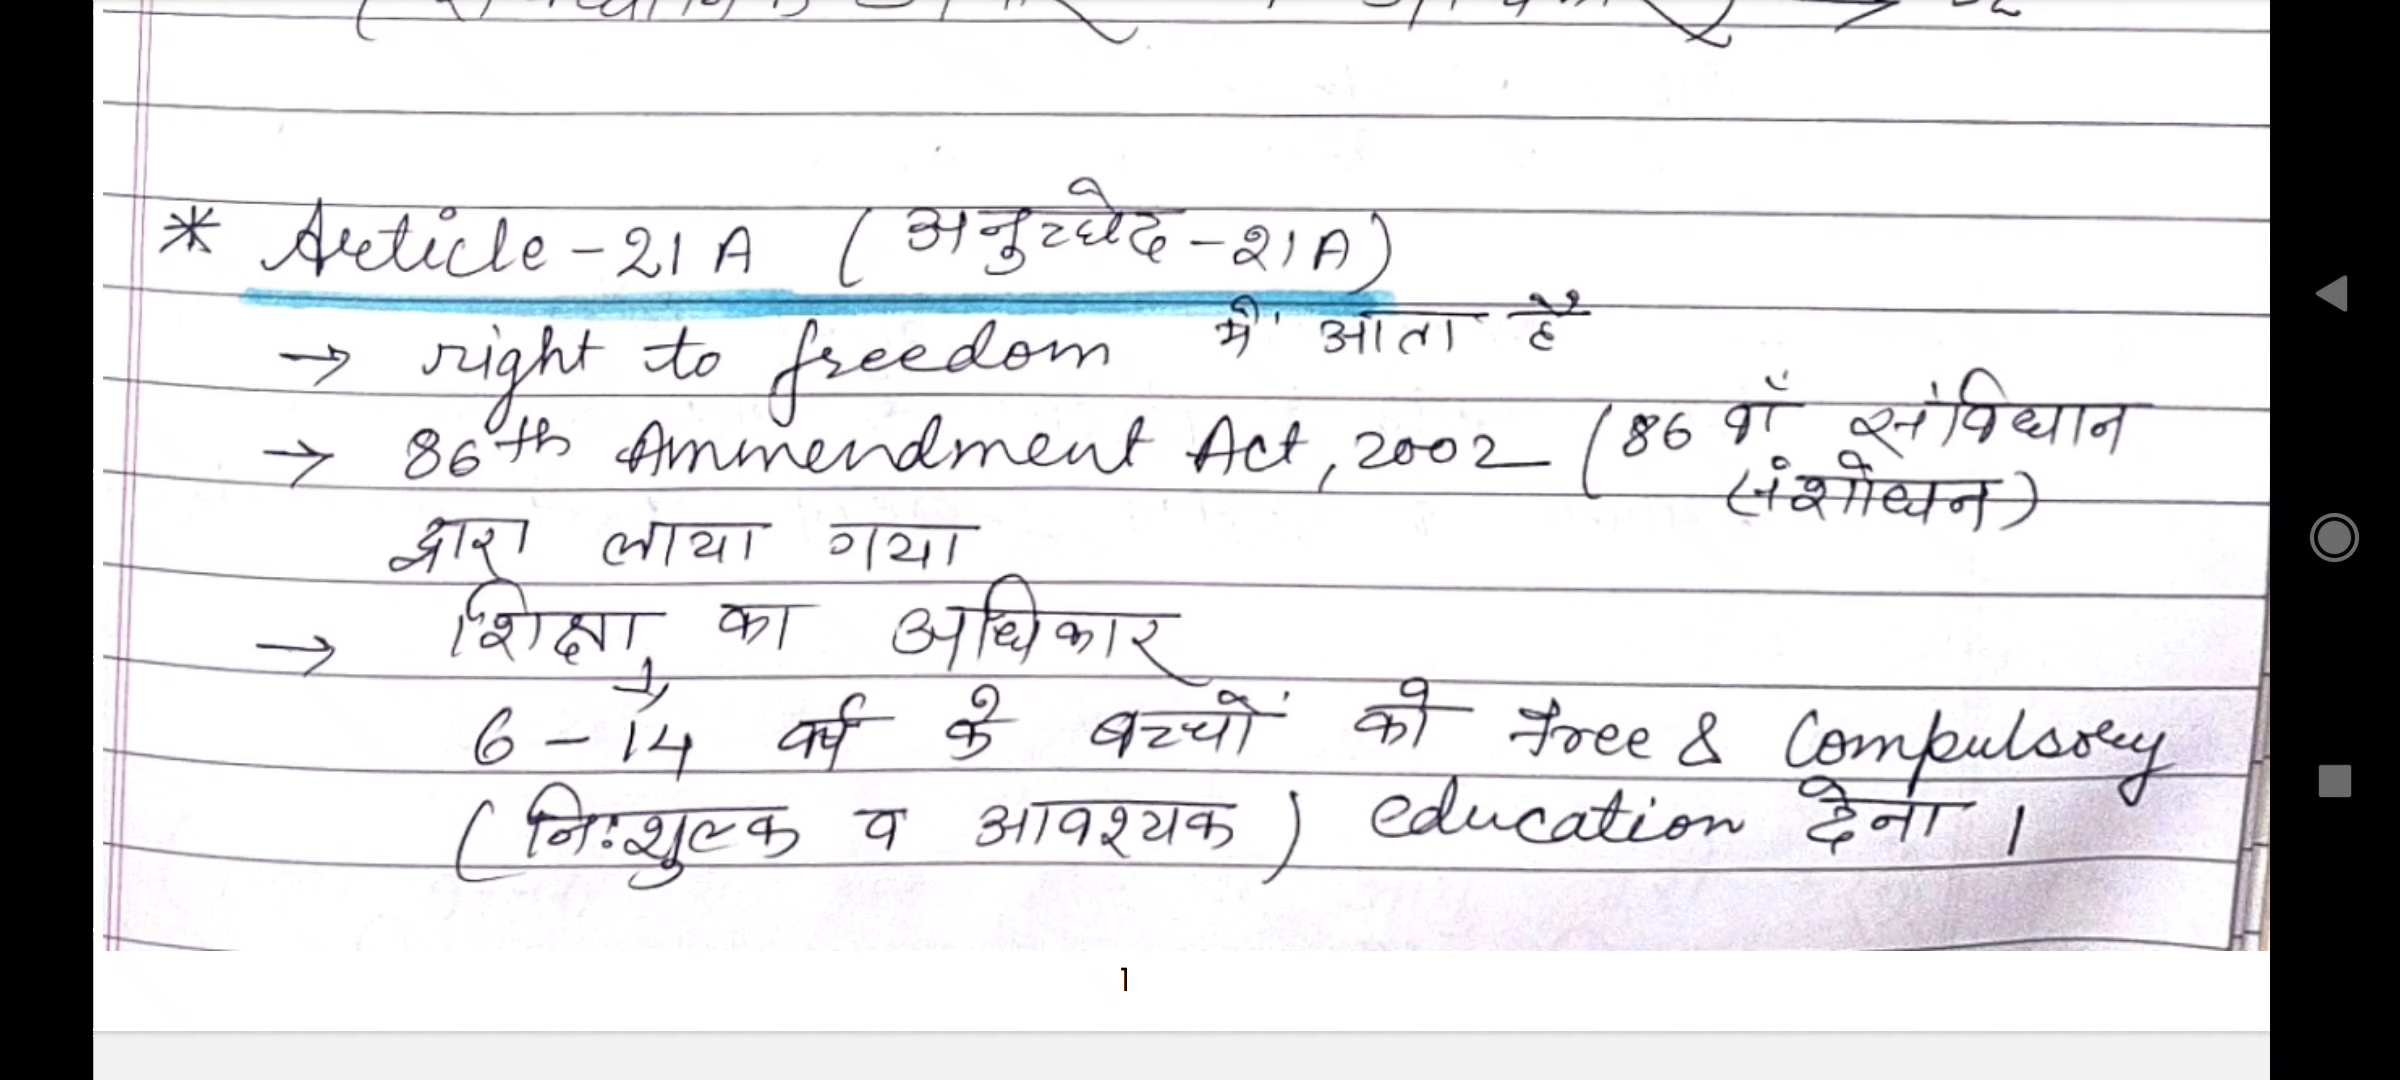 * Article - 21 A (अनुच्छेद - 21 A)
→ right to freedom में आता है
→ 86th Ammendment Act, 2002 (86 वाँ संविधान
संशोधन)
द्वारा लाया गया
→ शिक्षा का अधिकार
6 - 14 वर्ष के बच्चों को Free & Compulsory
(निःशुल्क व आवश्यक) education देना ।
1